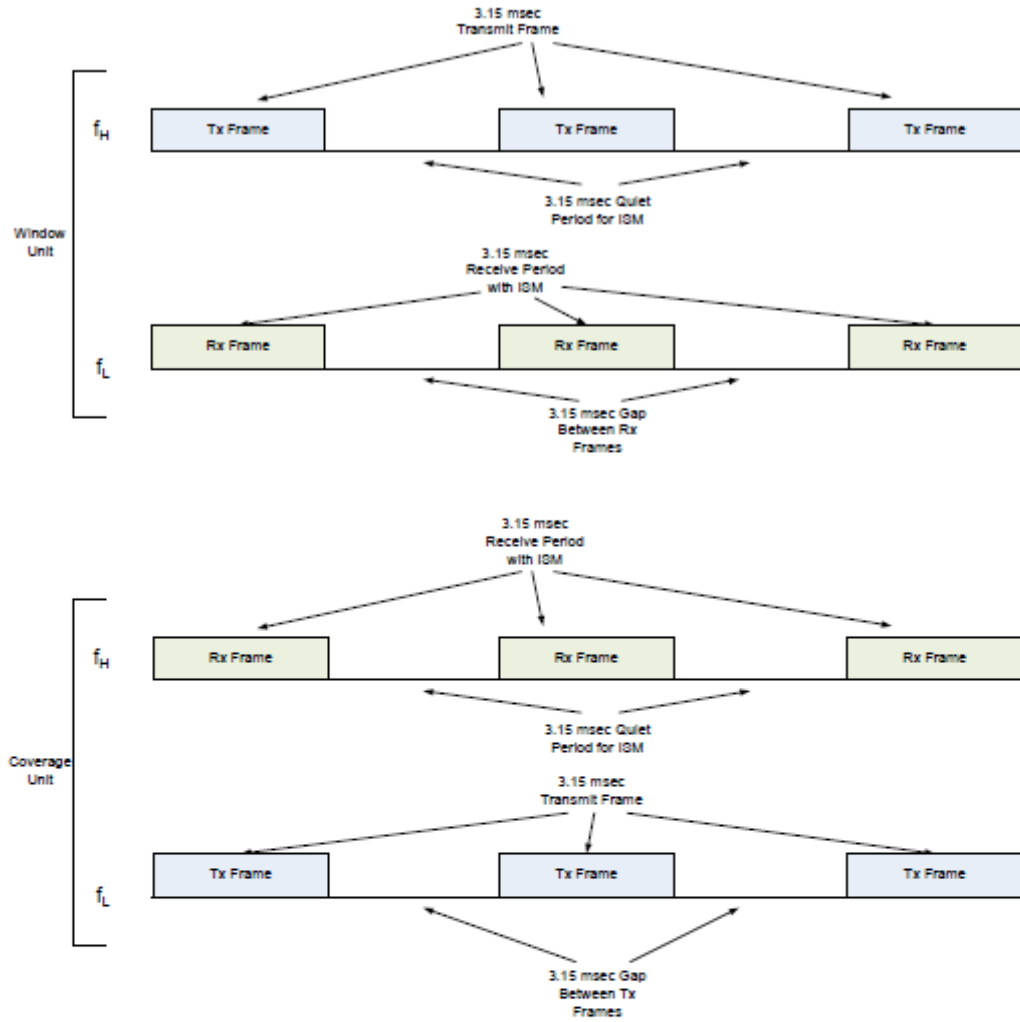 3.15 msec
Transmit Frame
f_H
Tx Frame
Tx Frame
Tx Frame
3.15 msec Quiet
Period for ISM
Window
Unit
3.15 msec
Receive Period
with ISM
f_L
Rx Frame
Rx Frame
Rx Frame
3.15 msec Gap
Between Rx
Frames
3.15 msec
Receive Period
with ISM
f_H
Rx Frame
Rx Frame
Rx Frame
3.15 msec Quiet
Period for ISM
Coverage
Unit
3.15 msec
Transmit Frame
f_L
Tx Frame
Tx Frame
Tx Frame
3.15 msec Gap
Between Tx
Frames